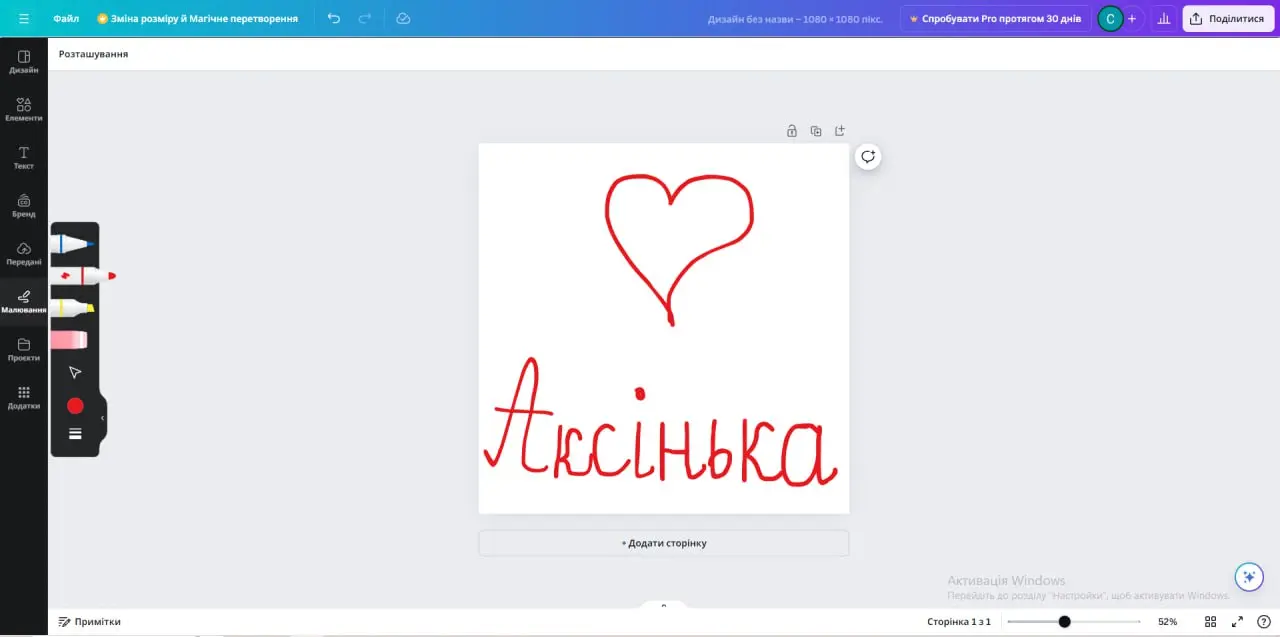 Файл
Зміна розміру й Магічне перетворення
Дизайн без назви – 1080 × 1080 пікс.
Спробувати Pro протягом 30 днів
C
+
Поділитися
Розташування
Дизайн
Елементи
Текст
Бренд
Передані
Малювання
Проєкти
Додатки
Аксінька
+ Додати сторінку
Активація Windows
Перейдіть до розділу "Настройки", щоб активувати Windows.
Примітки
Сторінка 1 з 1
52%